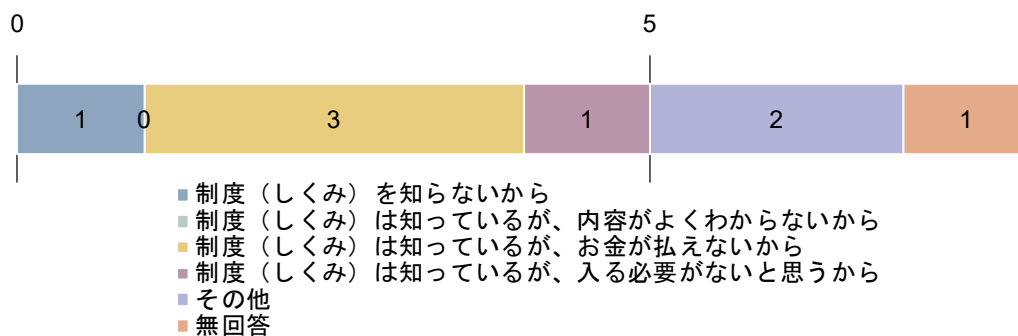 0 5
1 0 3 1 2 1
制度（しくみ）を知らないから
制度（しくみ）は知っているが、内容がよくわからないから
制度（しくみ）は知っているが、お金が払えないから
制度（しくみ）は知っているが、入る必要がないと思うから
その他
無回答